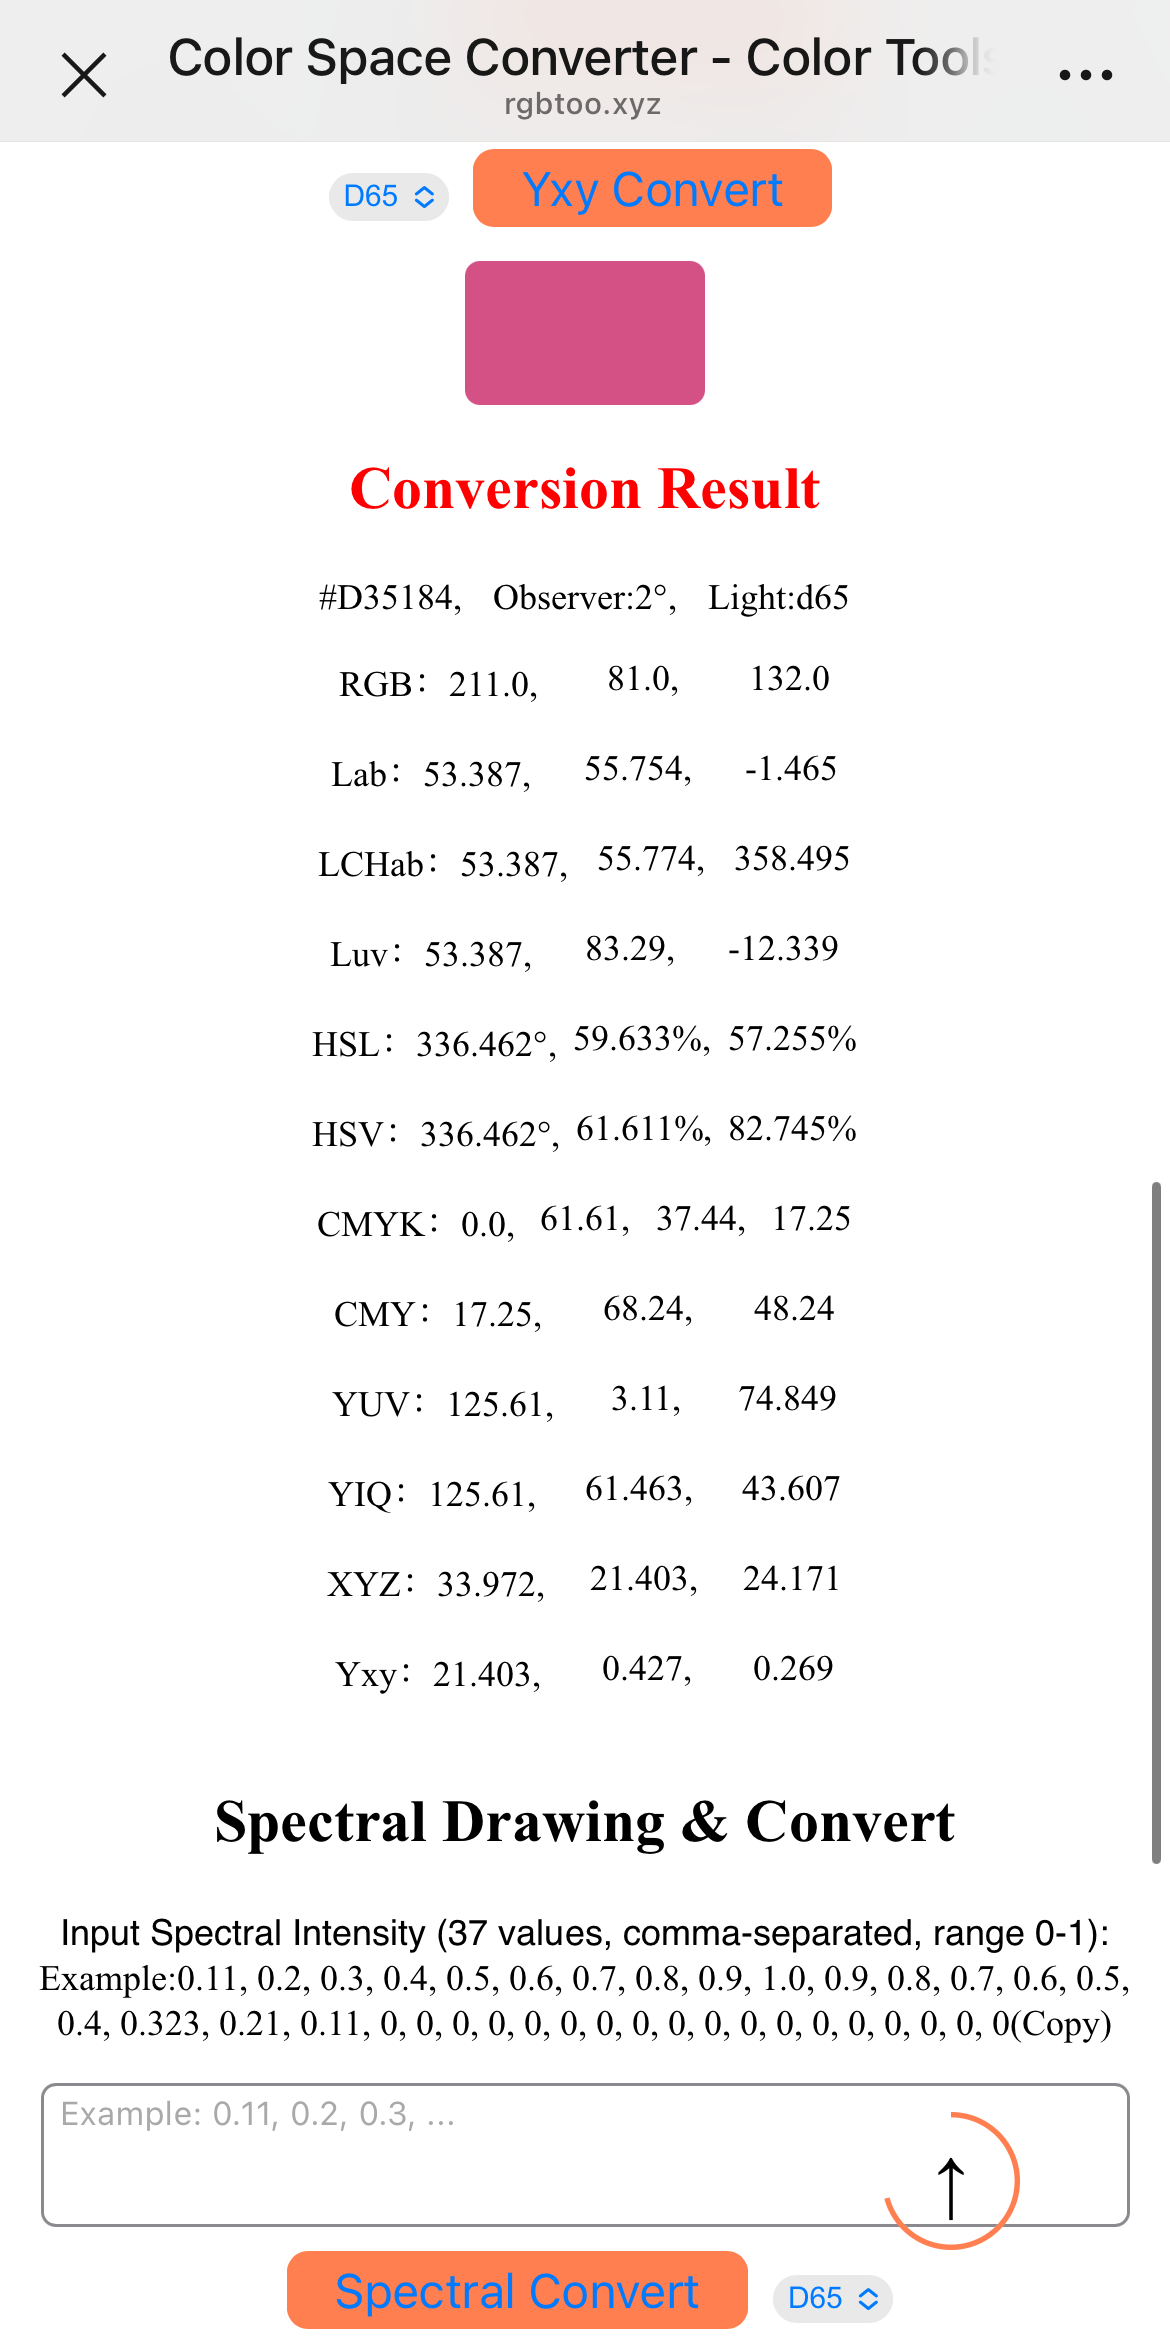 Color Space Converter - Color Tools
rgbtoo.xyz
D65
Yxy Convert
Conversion Result
#D35184, Observer:2°, Light:d65
RGB： 211.0, 81.0, 132.0
Lab： 53.387, 55.754, -1.465
LCHab： 53.387, 55.774, 358.495
Luv： 53.387, 83.29, -12.339
HSL： 336.462°, 59.633%, 57.255%
HSV： 336.462°, 61.611%, 82.745%
CMYK： 0.0, 61.61, 37.44, 17.25
CMY： 17.25, 68.24, 48.24
YUV： 125.61, 3.11, 74.849
YIQ： 125.61, 61.463, 43.607
XYZ： 33.972, 21.403, 24.171
Yxy： 21.403, 0.427, 0.269
Spectral Drawing & Convert
Input Spectral Intensity (37 values, comma-separated, range 0-1):
Example:0.11, 0.2, 0.3, 0.4, 0.5, 0.6, 0.7, 0.8, 0.9, 1.0, 0.9, 0.8, 0.7, 0.6, 0.5,
0.4, 0.323, 0.21, 0.11, 0, 0, 0, 0, 0, 0, 0, 0, 0, 0, 0, 0, 0, 0, 0, 0, 0, 0(Copy)
Example: 0.11, 0.2, 0.3, ...
↑
Spectral Convert
D65